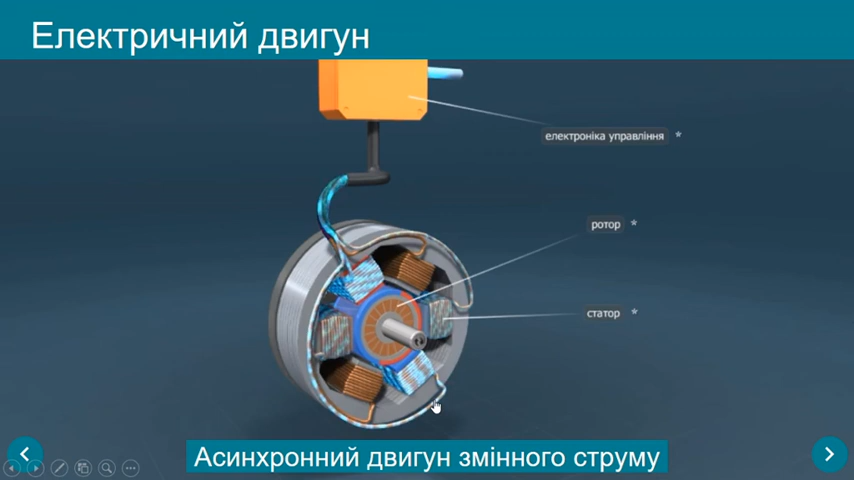 Електричний двигун
електроніка управління *
ротор *
статор *
Асинхронний двигун змінного струму